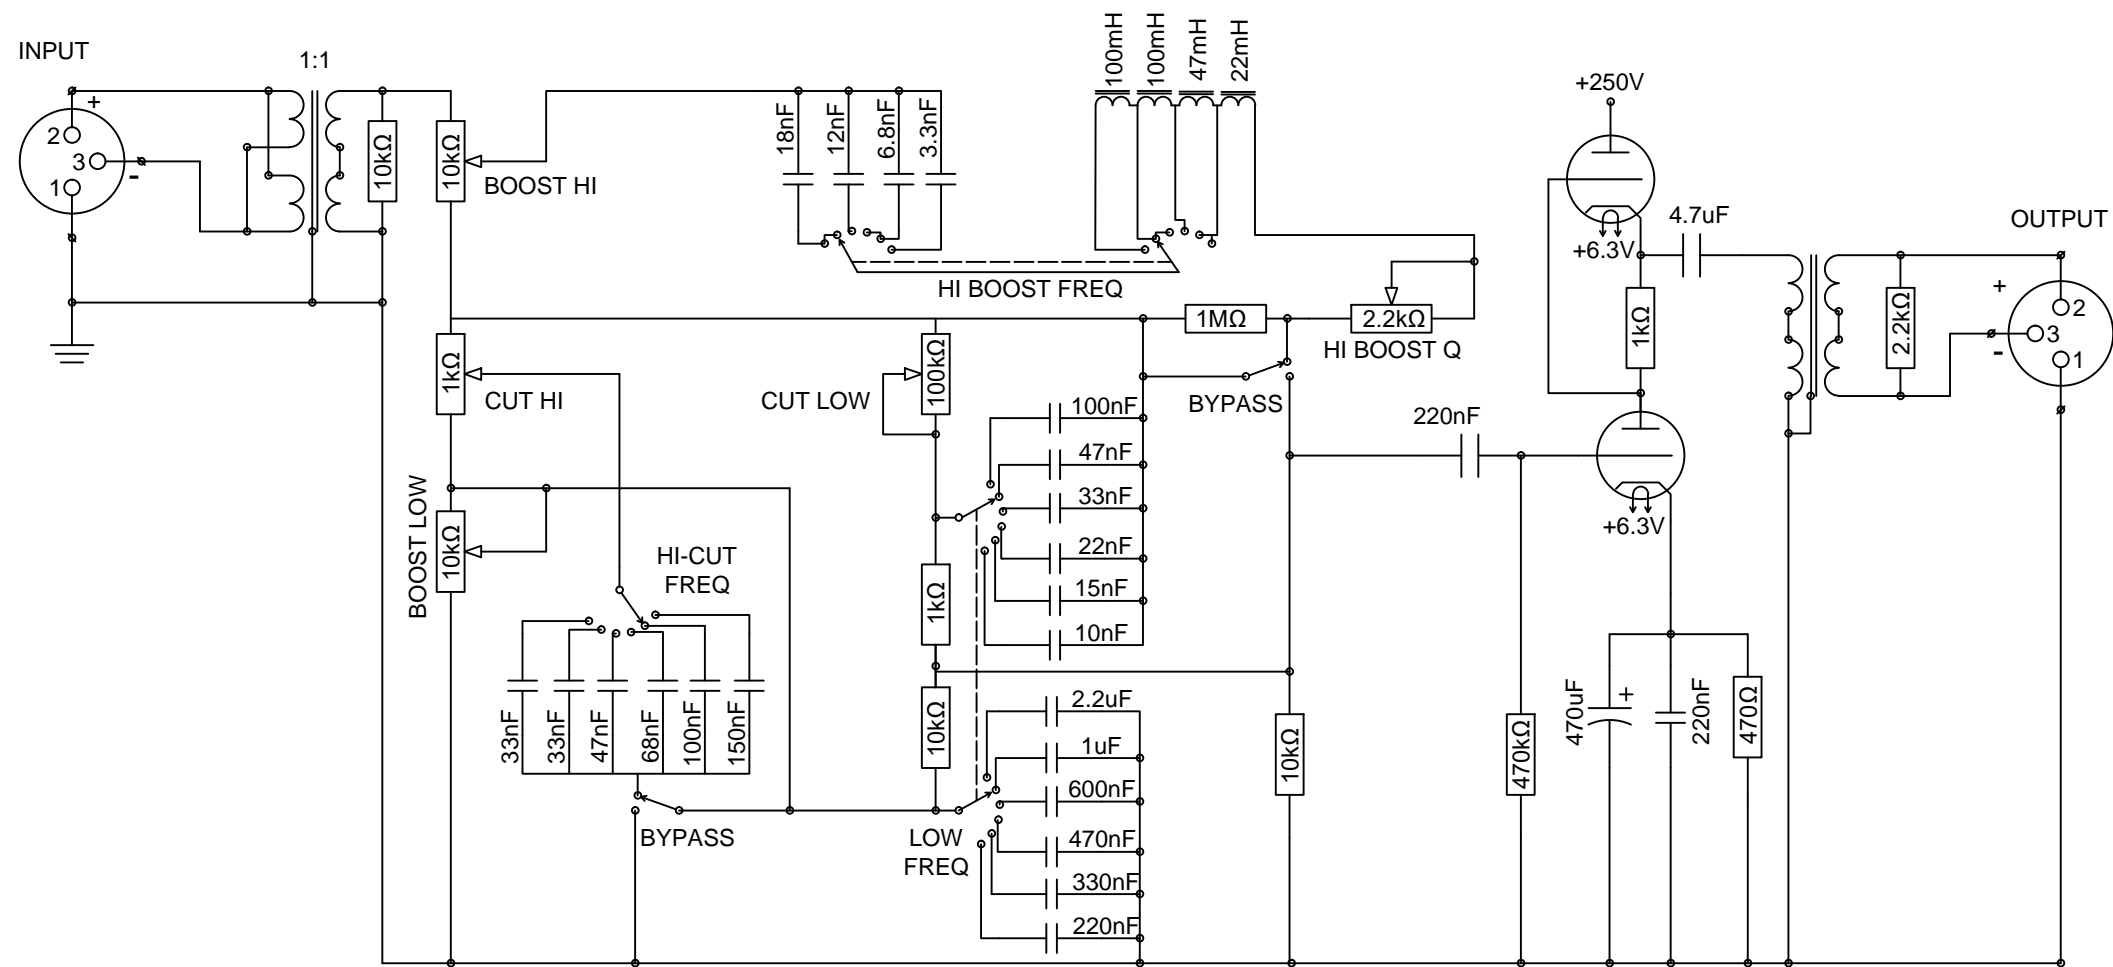 INPUT
1:1
+
2
3
1
-
10kΩ
10kΩ
BOOST HI
18nF
12nF
6.8nF
3.3nF
100mH
100mH
47mH
22mH
HI BOOST FREQ
+250V
+6.3V
4.7uF
OUTPUT
+
2
3
1
-
1kΩ
CUT HI
100kΩ
CUT LOW
1MΩ
2.2kΩ
HI BOOST Q
BYPASS
1kΩ
2.2kΩ
BOOST LOW
10kΩ
HI-CUT
FREQ
100nF
47nF
33nF
22nF
15nF
10nF
220nF
+6.3V
1kΩ
33nF
33nF
47nF
68nF
100nF
150nF
BYPASS
10kΩ
LOW
FREQ
2.2uF
1uF
600nF
470nF
330nF
220nF
10kΩ
470kΩ
470uF
+
220nF
470Ω